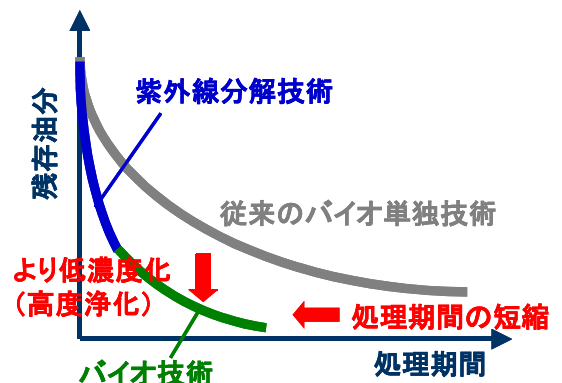 紫外線分解技術
残存油分
従来のバイオ単独技術
より低濃度化
（高度浄化）
処理期間の短縮
バイオ技術
処理期間